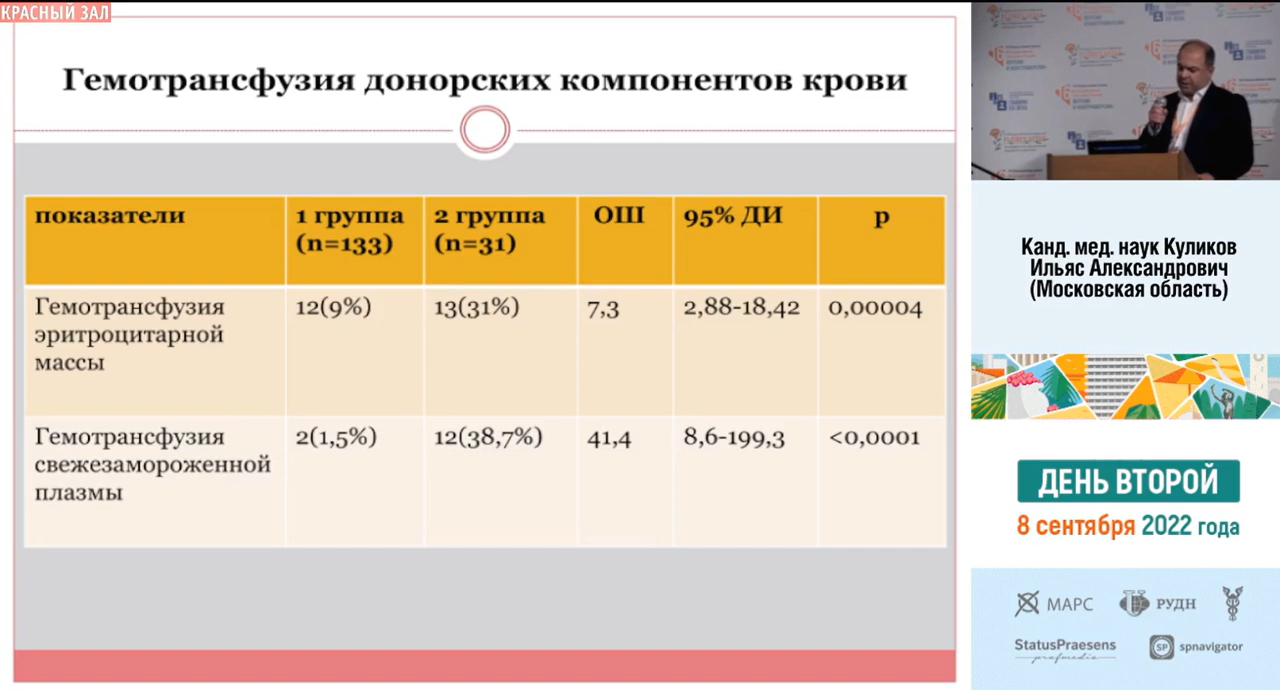 КРАСНЫЙ ЗАЛ
Гемотрансфузия донорских компонентов крови
показатели
1 группа
(n=133)
2 группа
(n=31)
ОШ
95% ДИ
p
Гемотрансфузия
эритроцитарной
массы
12(9%)
13(31%)
7,3
2,88-18,42
0,00004
Гемотрансфузия
свежезамороженной
плазмы
2(1,5%)
12(38,7%)
41,4
8,6-199,3
<0,0001
Канд. мед. наук Куликов
Ильяс Александрович
(Московская область)
ДЕНЬ ВТОРОЙ
8 сентября 2022 года
МАРС
РУДН
StatusPraesens
profmedia
SP
spnavigator